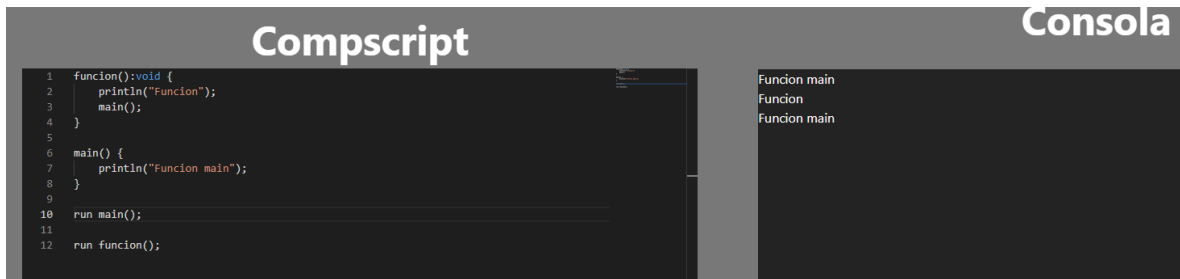 Compscript
1 funcion():void {
2 println("Funcion");
3 main();
4 }
5
6 main() {
7 println("Funcion main");
8 }
9
10 run main();
11
12 run funcion();
Consola
Funcion main
Funcion
Funcion main